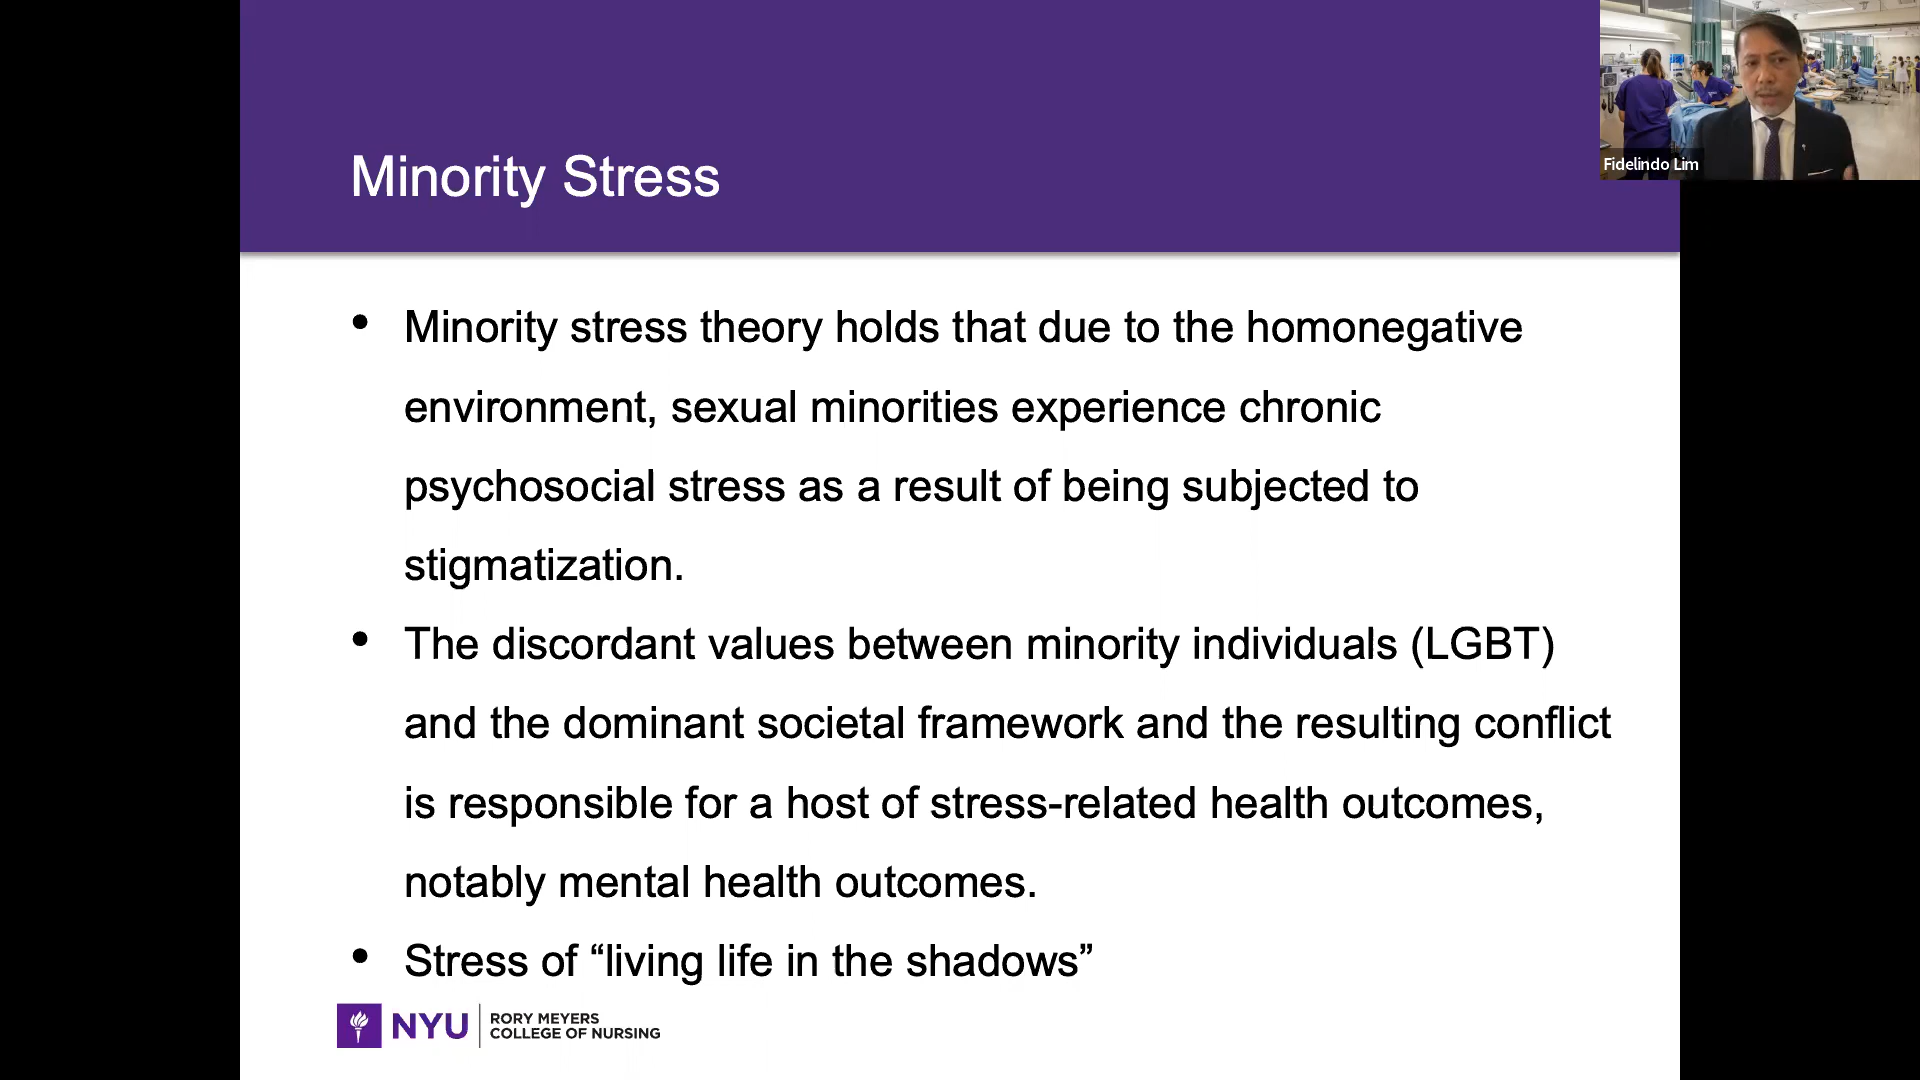 Fidelindo Lim
Minority Stress
• Minority stress theory holds that due to the homonegative
environment, sexual minorities experience chronic
psychosocial stress as a result of being subjected to
stigmatization.
• The discordant values between minority individuals (LGBT)
and the dominant societal framework and the resulting conflict
is responsible for a host of stress-related health outcomes,
notably mental health outcomes.
• Stress of “living life in the shadows”
NYU
RORY MEYERS
COLLEGE OF NURSING